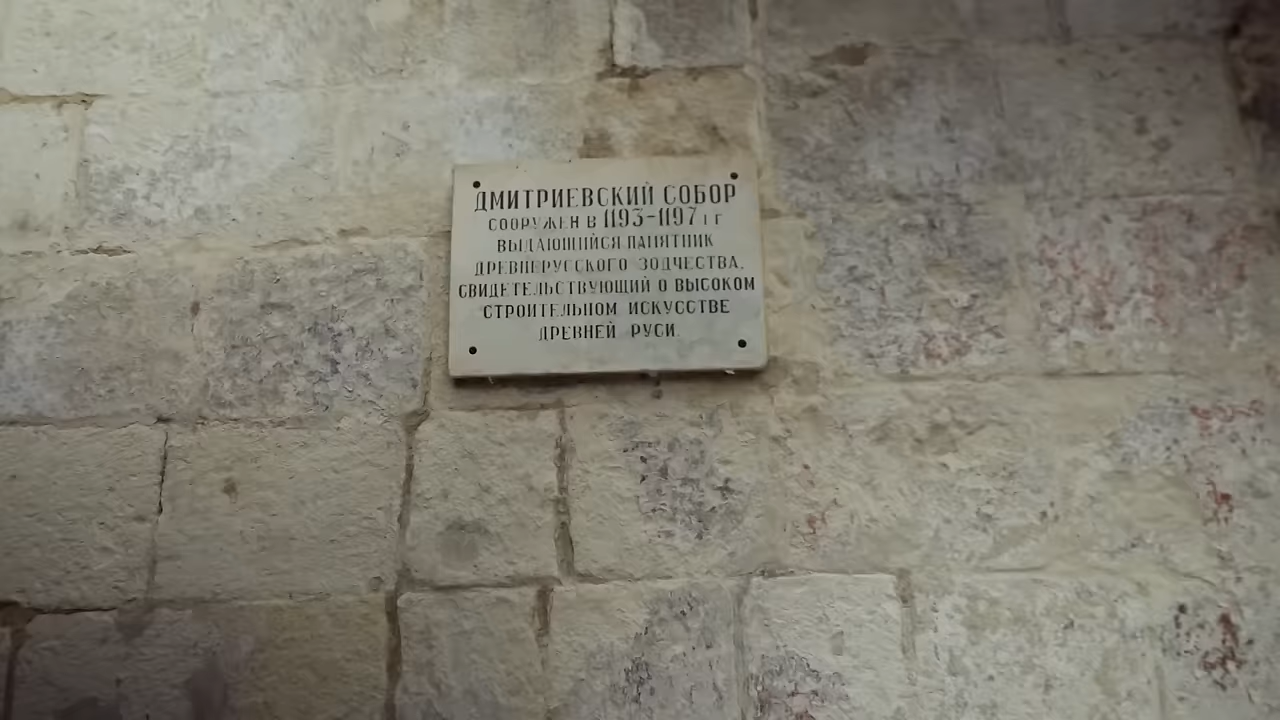 ДМИТРИЕВСКИЙ СОБОР
СООРУЖЕН В 1193-1197 ГГ
ВЫДАЮЩИЙСЯ ПАМЯТНИК
ДРЕВНЕРУССКОГО ЗОДЧЕСТВА,
СВИДЕТЕЛЬСТВУЮЩИЙ О ВЫСОКОМ
СТРОИТЕЛЬНОМ ИСКУССТВЕ
ДРЕВНЕЙ РУСИ.